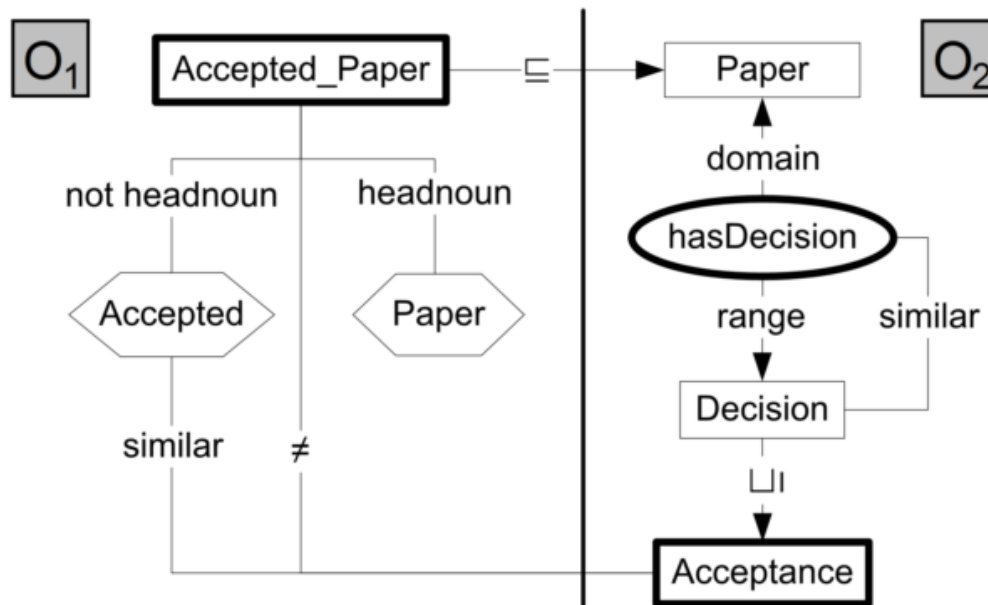 O1
Accepted_Paper
⊑
Paper
O2
domain
not headnoun
headnoun
hasDecision
Accepted
Paper
range
similar
Decision
similar
≠
⊒
Acceptance